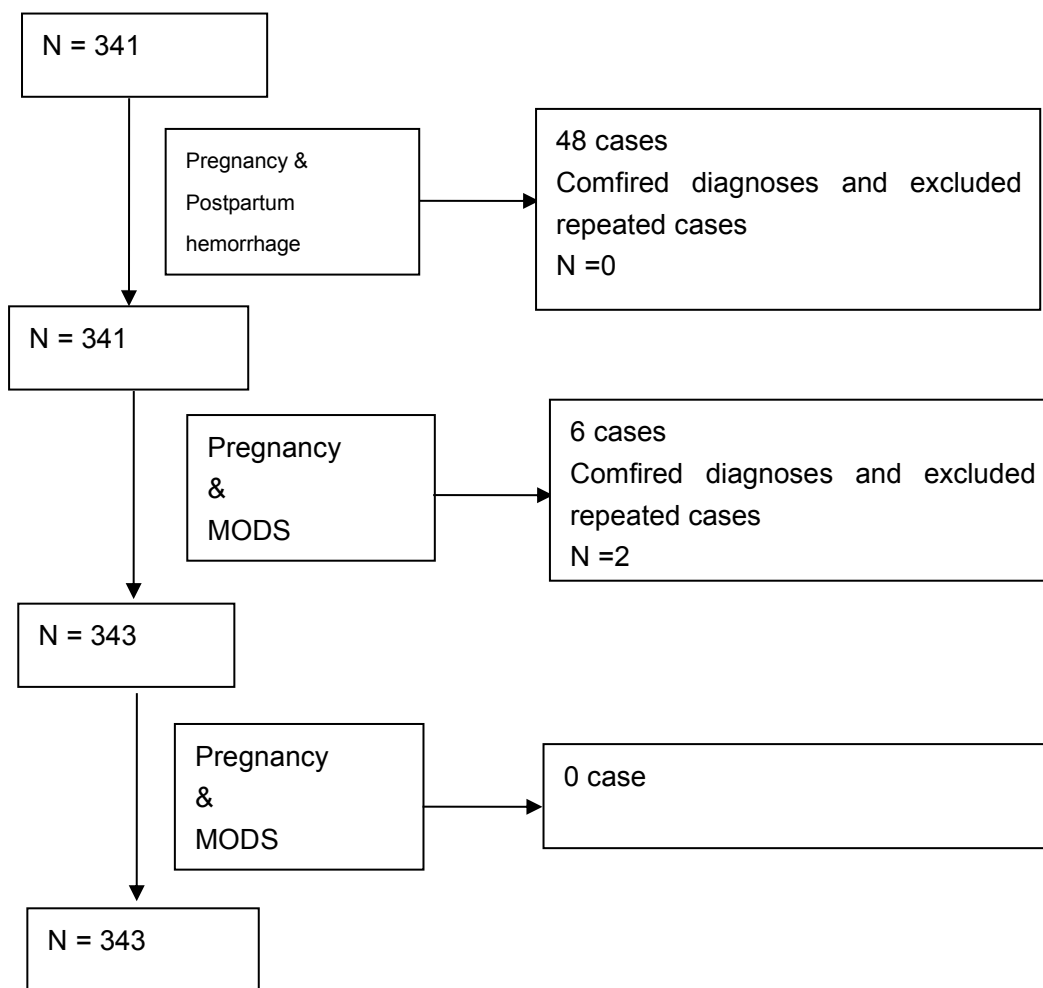 N = 341
Pregnancy &
Postpartum
hemorrhage
48 cases
Comfired diagnoses and excluded
repeated cases
N =0
N = 341
Pregnancy
&
MODS
6 cases
Comfired diagnoses and excluded
repeated cases
N =2
N = 343
Pregnancy
&
MODS
0 case
N = 343